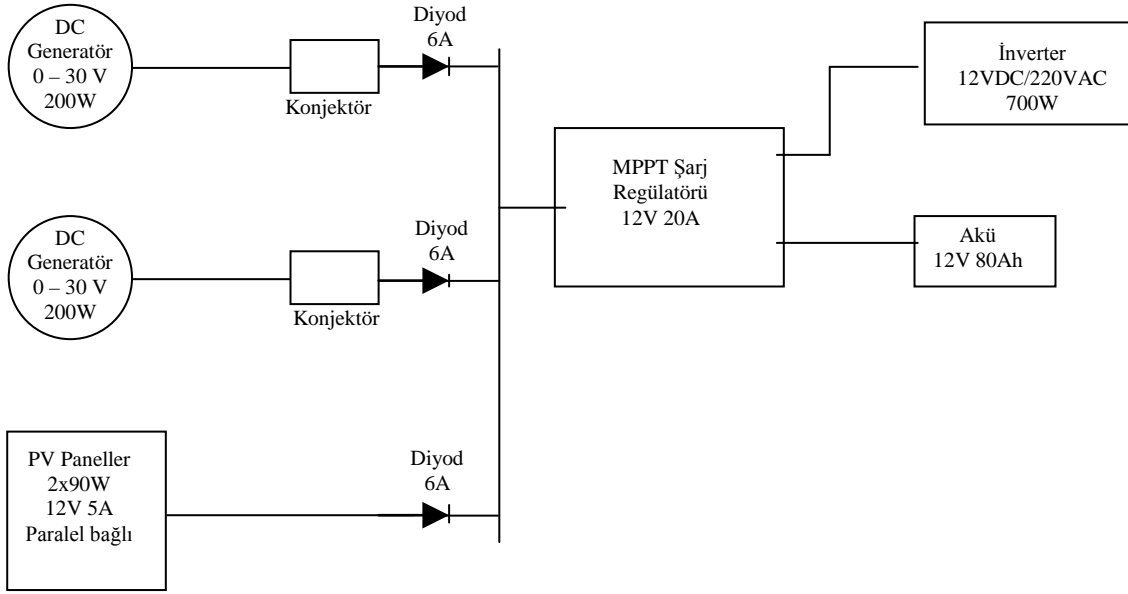 DC
Generatör
0 – 30 V
200W
Konjektör
Diyod
6A
DC
Generatör
0 – 30 V
200W
Konjektör
Diyod
6A
PV Paneller
2x90W
12V 5A
Paralel bağlı
Diyod
6A
MPPT Şarj
Regülatörü
12V 20A
İnverter
12VDC/220VAC
700W
Akü
12V 80Ah